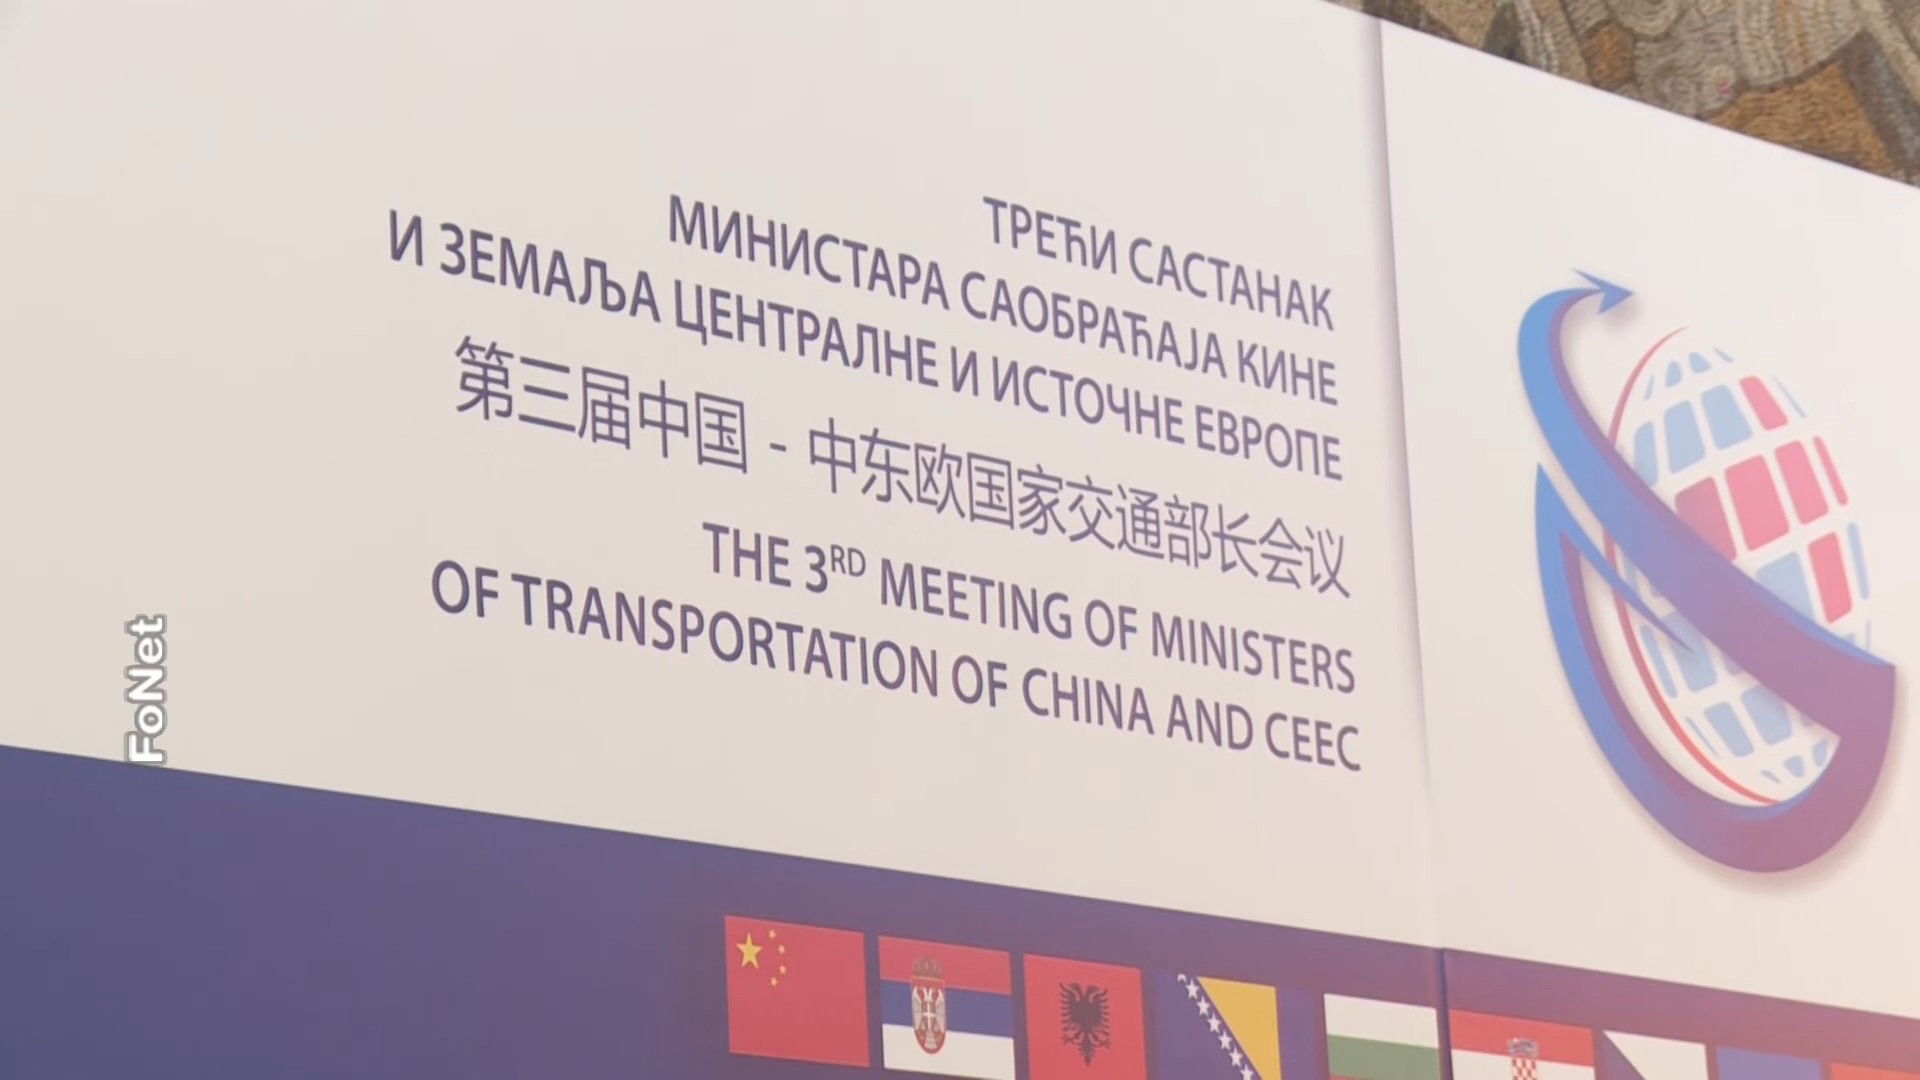 ТРЕЋИ САСТАНАК
МИНИСТАРА САОБРАЋАЈА КИНЕ
И ЗЕМАЉА ЦЕНТРАЛНЕ И ИСТОЧНЕ ЕВРОПЕ
第三届中国 - 中东欧国家交通部长会议
THE 3RD MEETING OF MINISTERS
OF TRANSPORTATION OF CHINA AND CEEC
FoNet